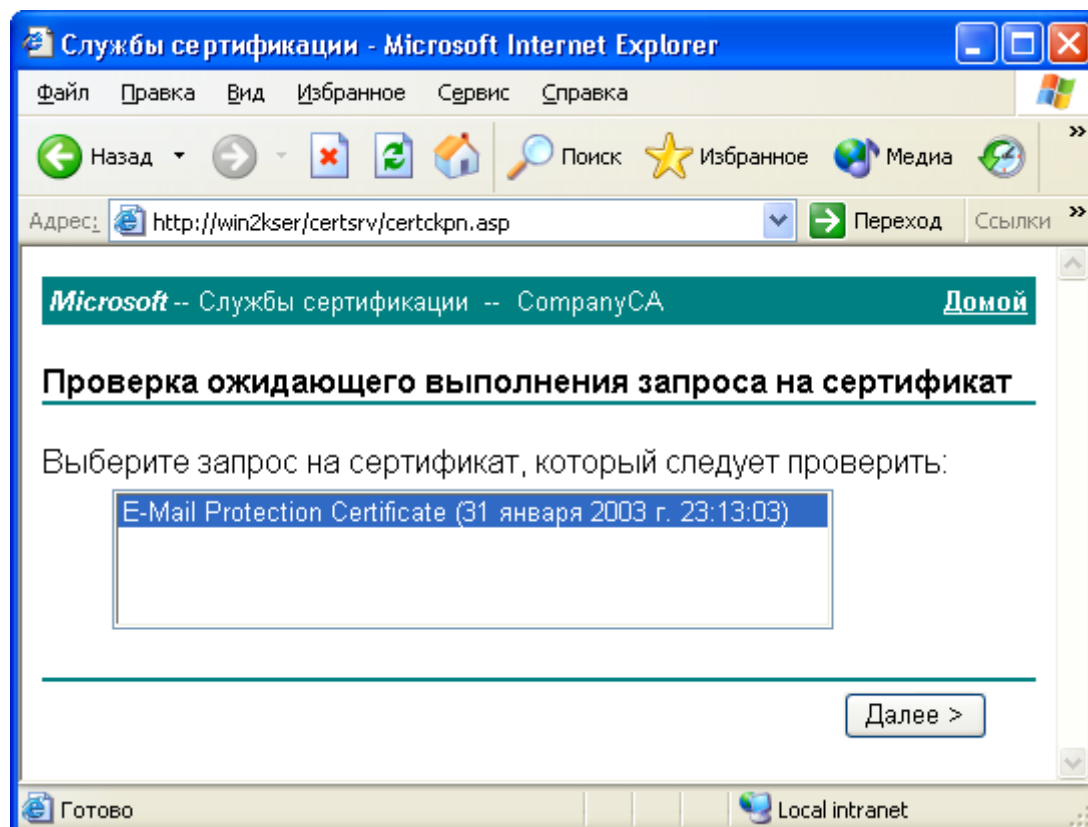 Службы сертификации - Microsoft Internet Explorer
Файл Правка Вид Избранное Сервис Справка
Назад Поиск Избранное Медиа »
Адрес: http://win2kser/certsrv/certckpn.asp Переход Ссылки »
Microsoft -- Службы сертификации -- CompanyCA Домой
Проверка ожидающего выполнения запроса на сертификат
Выберите запрос на сертификат, который следует проверить:
E-Mail Protection Certificate (31 января 2003 г. 23:13:03)
Далее >
Готово Local intranet